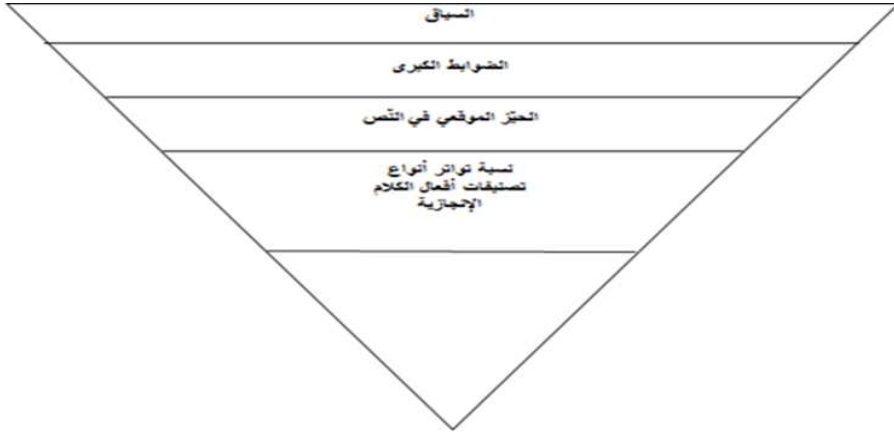 السياق
الضوابط الكبرى
الحيّز الموقعي في النّص
نسبة تواتر أنواع
تصنيفات أفعال الكلام
الإنجازية